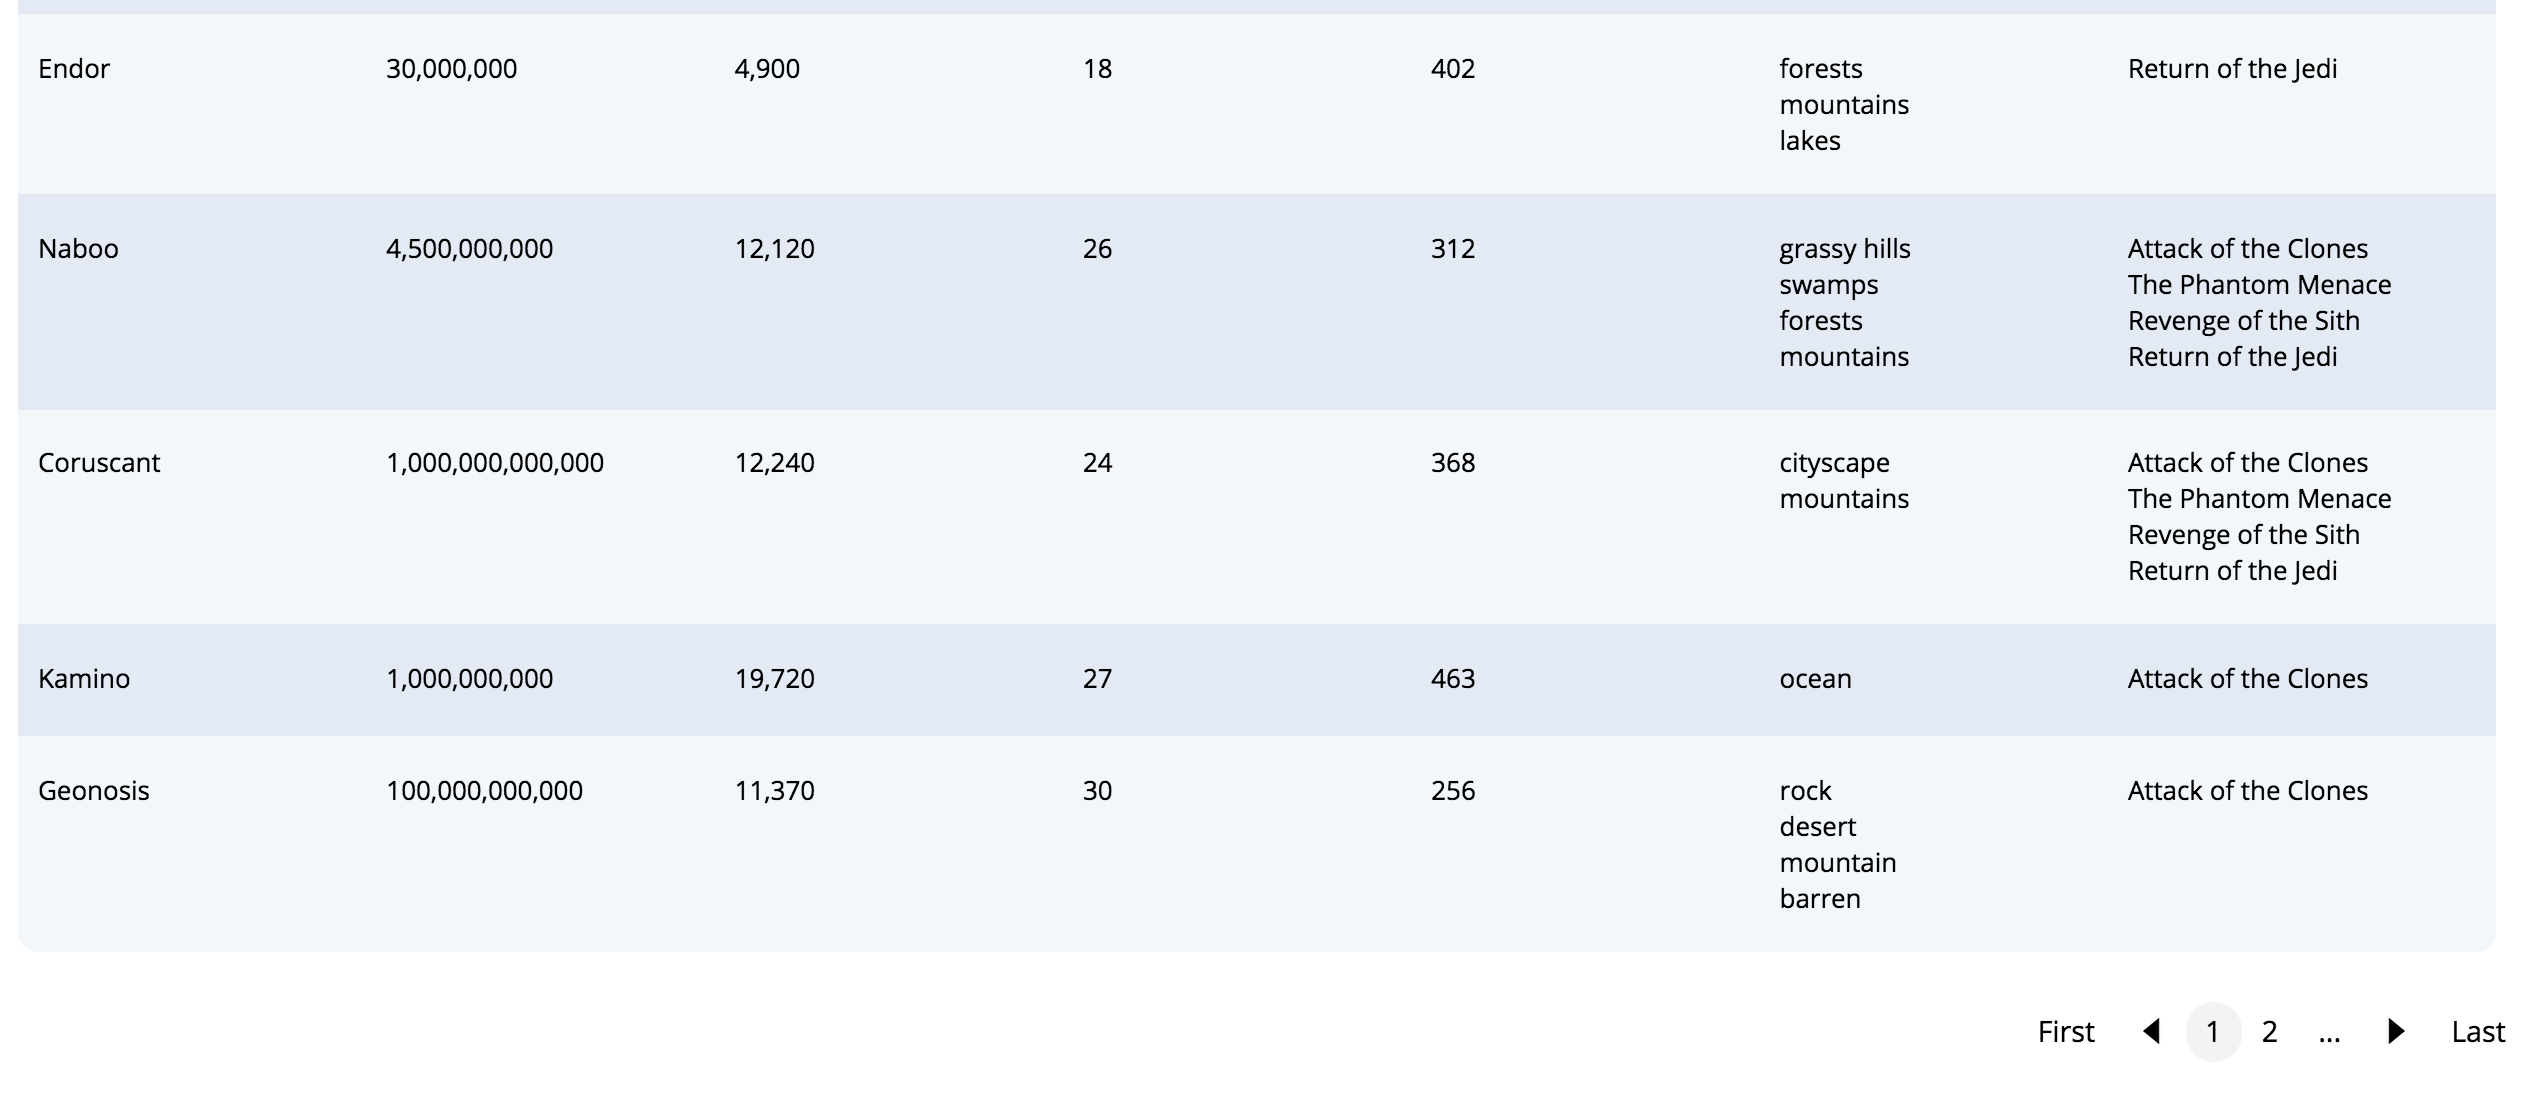 Endor 30,000,000 4,900 18 402 forests Return of the Jedi
mountains
lakes
Naboo 4,500,000,000 12,120 26 312 grassy hills Attack of the Clones
swamps The Phantom Menace
forests Revenge of the Sith
mountains Return of the Jedi
Coruscant 1,000,000,000,000 12,240 24 368 cityscape Attack of the Clones
mountains The Phantom Menace
Revenge of the Sith
Return of the Jedi
Kamino 1,000,000,000 19,720 27 463 ocean Attack of the Clones
Geonosis 100,000,000,000 11,370 30 256 rock Attack of the Clones
desert
mountain
barren
First ◀ 1 2 ... ▶ Last